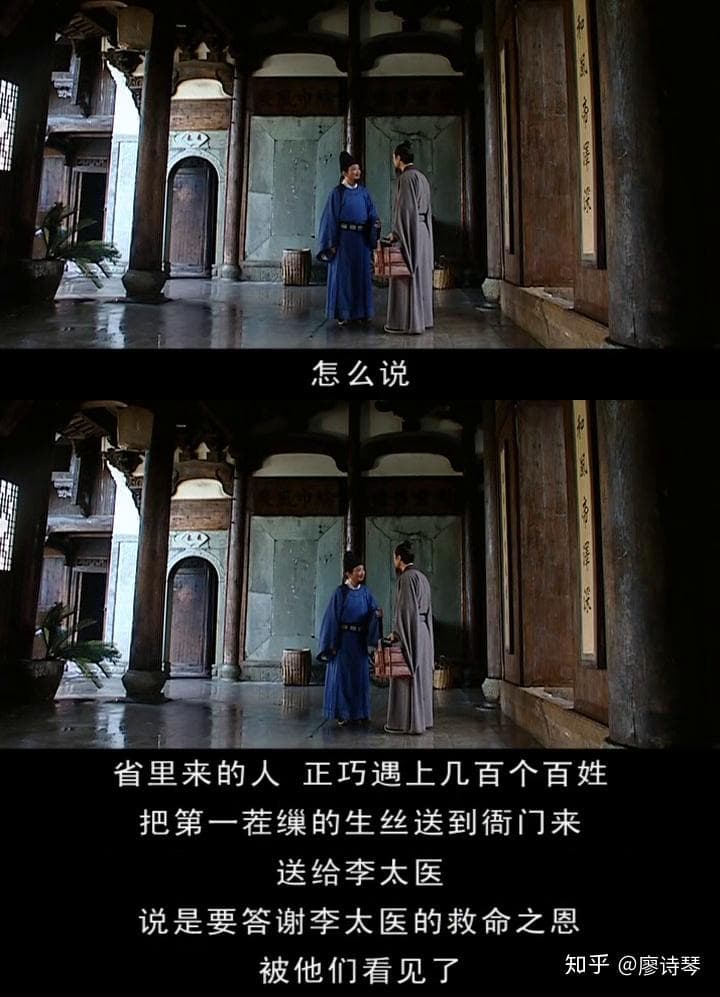 怎么说
省里来的人 正巧遇上几百个百姓
把第一茬缫的生丝送到衙门来
送给李太医
说是要答谢李太医的救命之恩
被他们看见了
知乎 @廖诗琴